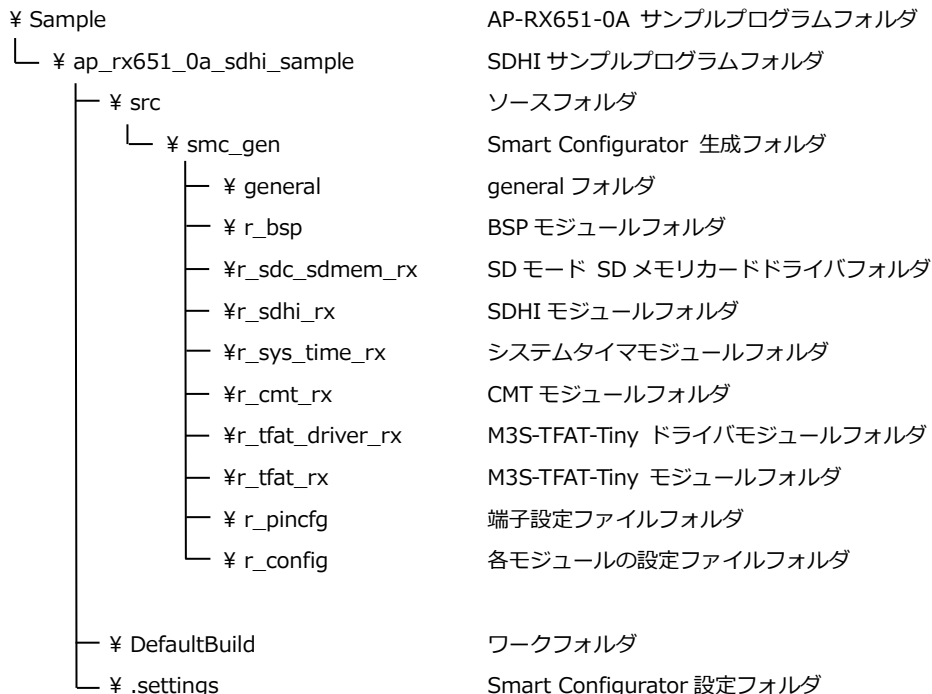 ¥ Sample AP-RX651-0A サンプルプログラムフォルダ
¥ ap_rx651_0a_sdhi_sample SDHI サンプルプログラムフォルダ
¥ src ソースフォルダ
¥ smc_gen Smart Configurator 生成フォルダ
¥ general general フォルダ
¥ r_bsp BSP モジュールフォルダ
¥r_sdc_sdmem_rx SD モード SD メモリカードドライバフォルダ
¥r_sdhi_rx SDHI モジュールフォルダ
¥r_sys_time_rx システムタイマモジュールフォルダ
¥r_cmt_rx CMT モジュールフォルダ
¥r_tfat_driver_rx M3S-TFAT-Tiny ドライバモジュールフォルダ
¥r_tfat_rx M3S-TFAT-Tiny モジュールフォルダ
¥ r_pincfg 端子設定ファイルフォルダ
¥ r_config 各モジュールの設定ファイルフォルダ
¥ DefaultBuild ワークフォルダ
¥ .settings Smart Configurator 設定フォルダ